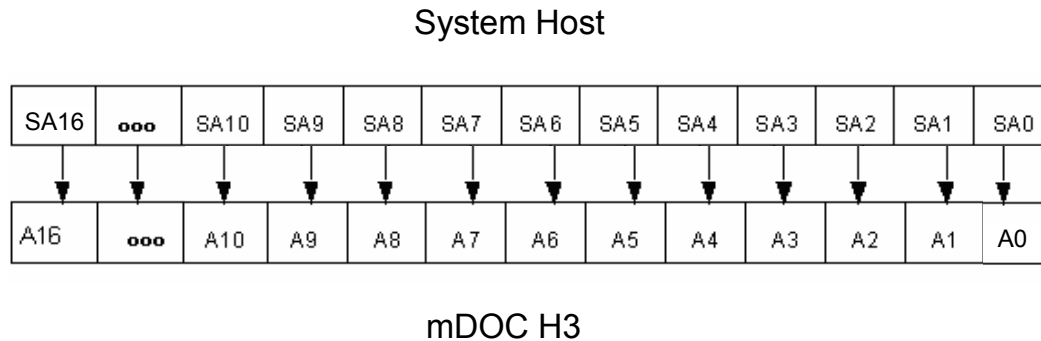 System Host
SA16 ooo SA10 SA9 SA8 SA7 SA6 SA5 SA4 SA3 SA2 SA1 SA0
A16 ooo A10 A9 A8 A7 A6 A5 A4 A3 A2 A1 A0
mDOC H3